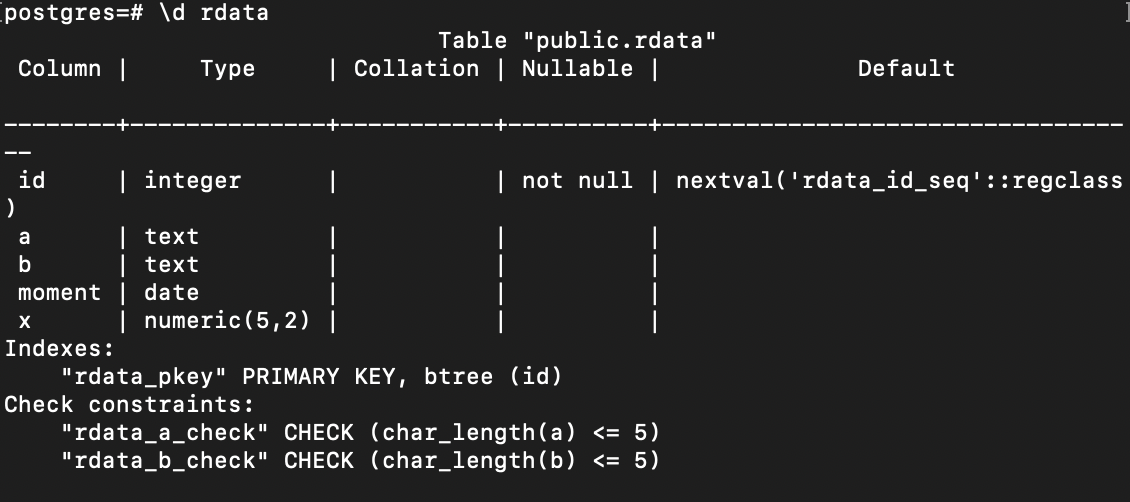 postgres=# \d rdata
                               Table "public.rdata"
 Column |     Type     | Collation | Nullable |              Default              
--------+--------------+-----------+----------+---------------------------------
--
 id     | integer      |           | not null | nextval('rdata_id_seq'::regclass
)
 a      | text         |           |          |
 b      | text         |           |          |
 moment | date         |           |          |
 x      | numeric(5,2) |           |          |
Indexes:
    "rdata_pkey" PRIMARY KEY, btree (id)
Check constraints:
    "rdata_a_check" CHECK (char_length(a) <= 5)
    "rdata_b_check" CHECK (char_length(b) <= 5)